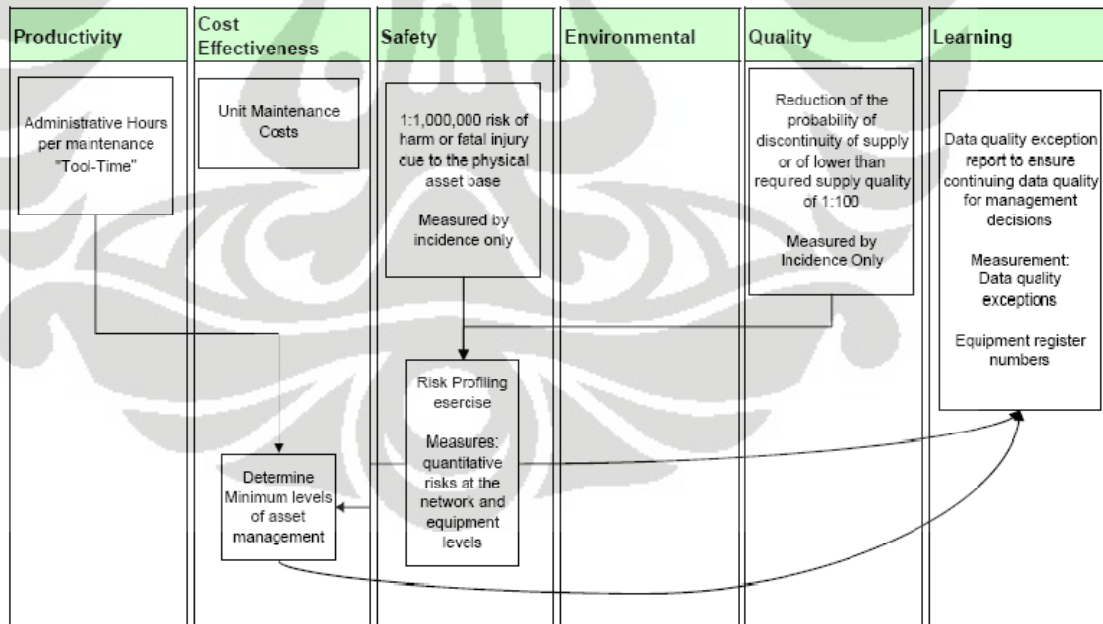 Productivity
Cost
Effectiveness
Safety
Environmental
Quality
Learning
Administrative Hours
per maintenance
"Tool-Time"
Unit Maintenance
Costs
1:1,000,000 risk of
harm or fatal injury
cue to the physical
asset base
Measured by
incidence only
Reduction of the
probability of
discontinuity of supply
or of lower than
required supply quality
of 1:100
Measured by
Incidence Only
Data quality exception
report to ensure
continuing data quality
for management
decisions
Measurement:
Data quality
exceptions
Equipment register
numbers
Risk Profiling
exercise
Measures:
quantitative
risks at the
network and
equipment
levels
Determine
Minimum levels
of asset
management